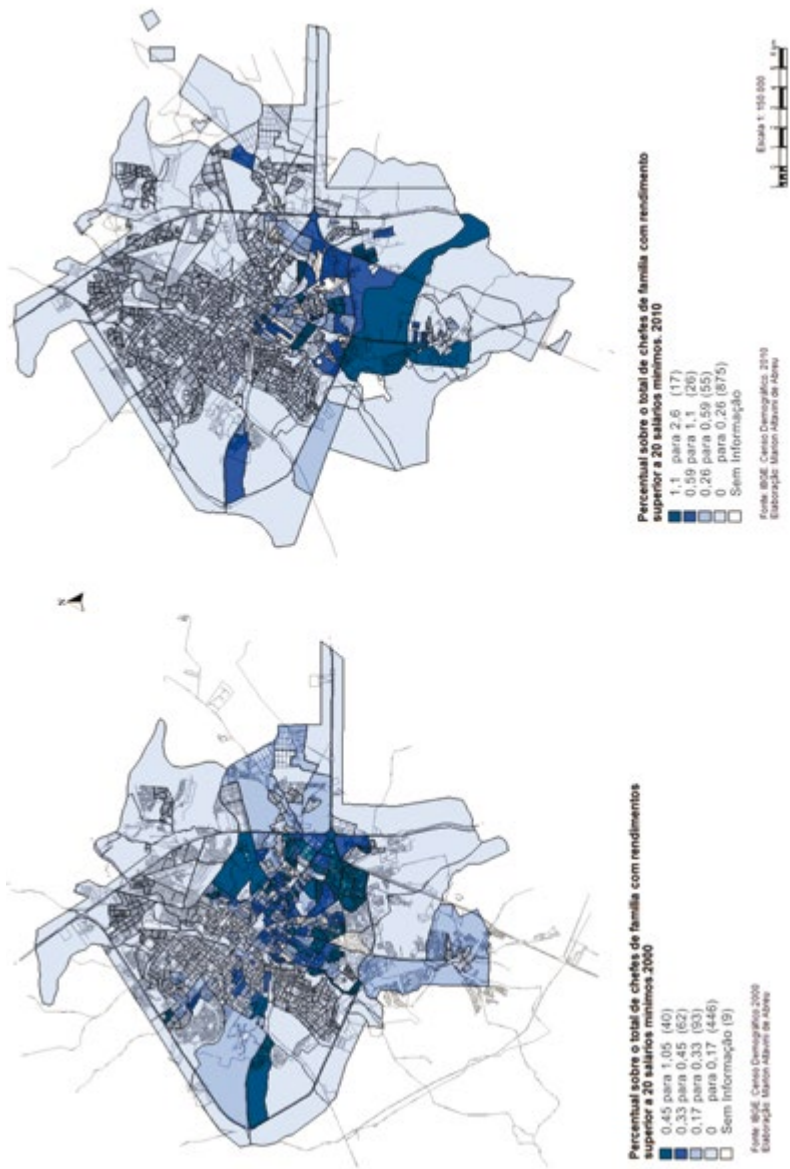 Percentual sobre o total de chefes de família com rendimentos
superior a 20 salários mínimos.2000
0,45 para 1,05 (40)
0,33 para 0,45 (62)
0,17 para 0,33 (93)
0 para 0,17 (446)
Sem Informação (9)
Fonte: IBGE. Censo Demográfico 2000
Elaboração: Marlon Altavini de Abreu
N
Percentual sobre o total de chefes de família com rendimento
superior a 20 salários mínimos. 2010
1,1 para 2,6 (17)
0,59 para 1,1 (26)
0,26 para 0,59 (55)
0 para 0,26 (875)
Sem Informação
Fonte: IBGE. Censo Demográfico. 2010
Elaboração: Marlon Altavini de Abreu
Escala 1: 150 000